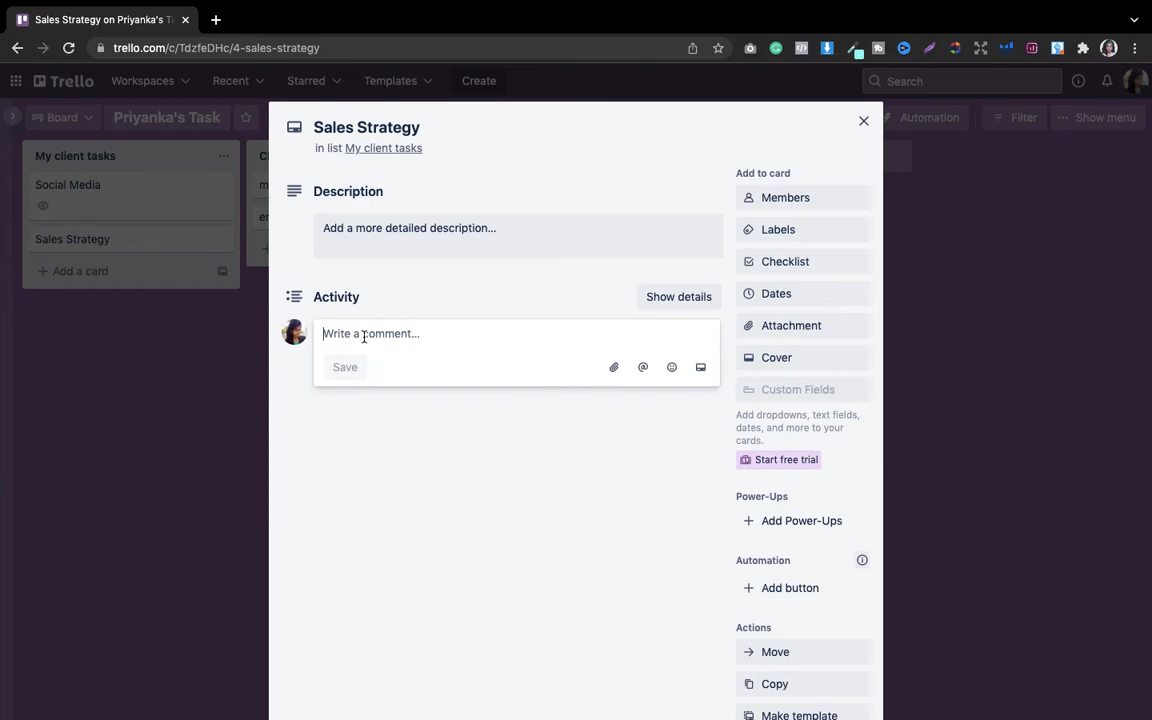 Sales Strategy on Priyanka's Ta
trello.com/c/TdzfeDHc/4-sales-strategy
Trello Workspaces Recent Starred Templates Create Search
Board Priyanka's Task Automation Filter Show menu
My client tasks
Social Media
Sales Strategy
Add a card
Sales Strategy
in list My client tasks
Description
Add a more detailed description...
Activity Show details
Write a comment...
Save
Add to card
Members
Labels
Checklist
Dates
Attachment
Cover
Custom Fields
Add dropdowns, text fields,
dates, and more to your
cards.
Start free trial
Power-Ups
Add Power-Ups
Automation
Add button
Actions
Move
Copy
Make template